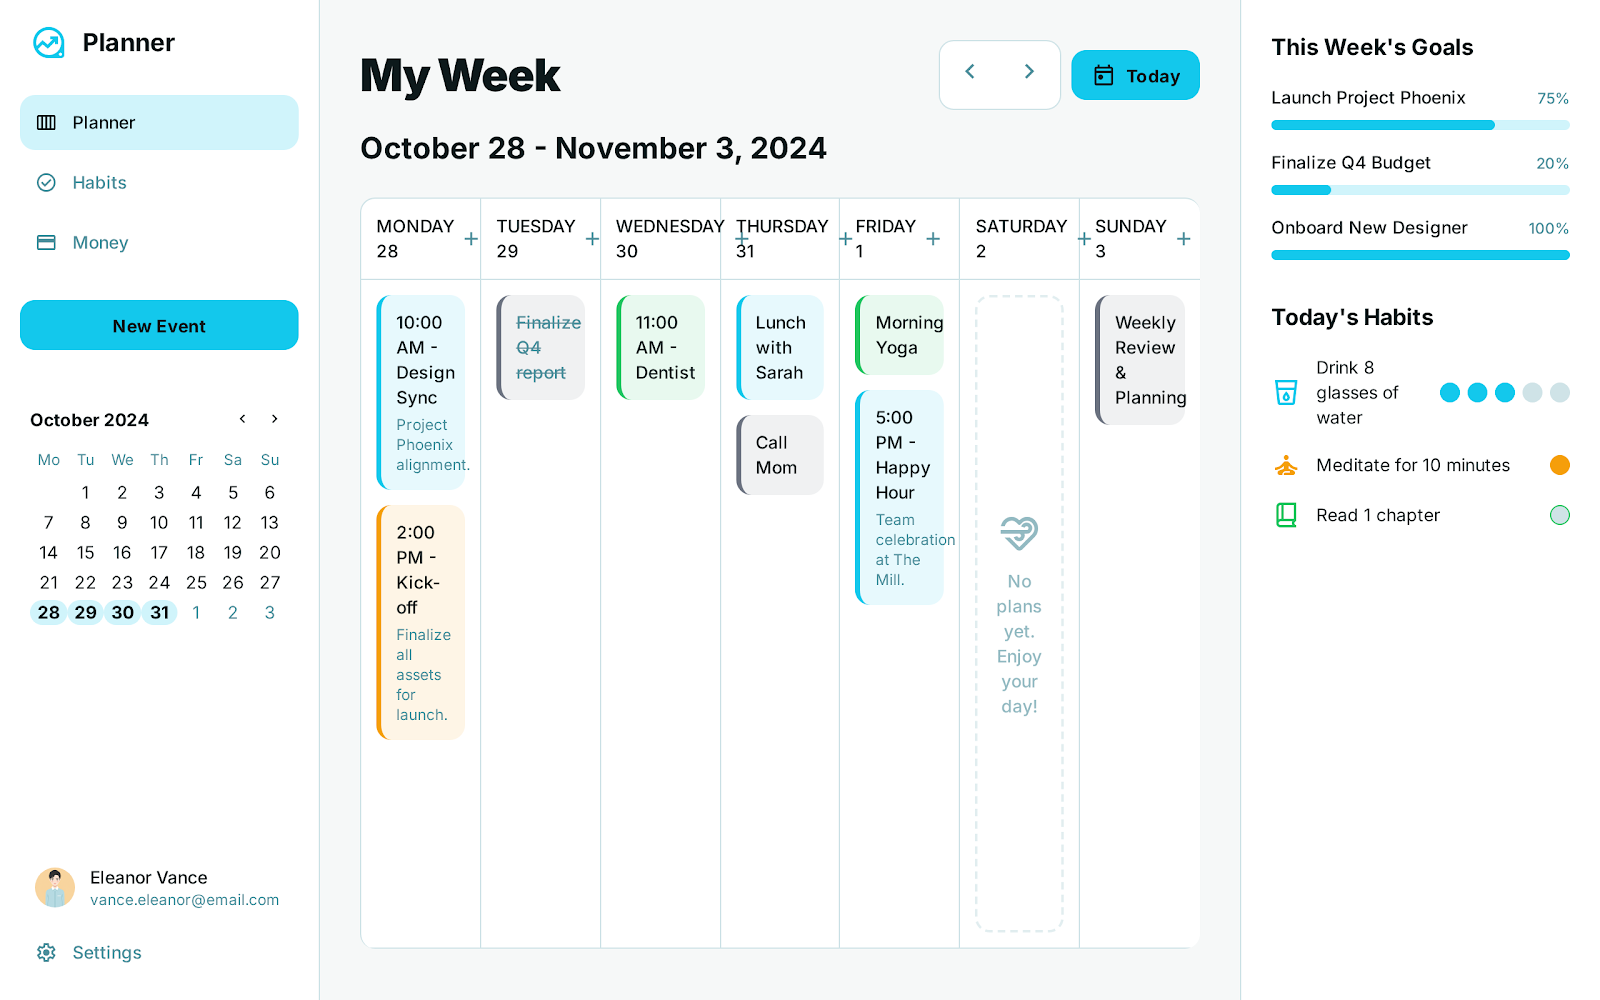 Planner
Planner
Habits
Money
New Event
October 2024
Mo Tu We Th Fr Sa Su
1 2 3 4 5 6
7 8 9 10 11 12 13
14 15 16 17 18 19 20
21 22 23 24 25 26 27
28 29 30 31 1 2 3
Eleanor Vance
vance.eleanor@email.com
Settings
My Week
Today
October 28 - November 3, 2024
MONDAY
28
TUESDAY
29
WEDNESDAY
30
THURSDAY
31
FRIDAY
1
SATURDAY
2
SUNDAY
3
10:00
AM -
Design
Sync
Project
Phoenix
alignment.
2:00
PM -
Kick-
off
Finalize
all
assets
for
launch.
Finalize
Q4
report
11:00
AM -
Dentist
Lunch
with
Sarah
Call
Mom
Morning
Yoga
5:00
PM -
Happy
Hour
Team
celebration
at The
Mill.
No
plans
yet.
Enjoy
your
day!
Weekly
Review
&
Planning
This Week's Goals
Launch Project Phoenix 75%
Finalize Q4 Budget 20%
Onboard New Designer 100%
Today's Habits
Drink 8
glasses of
water
Meditate for 10 minutes
Read 1 chapter